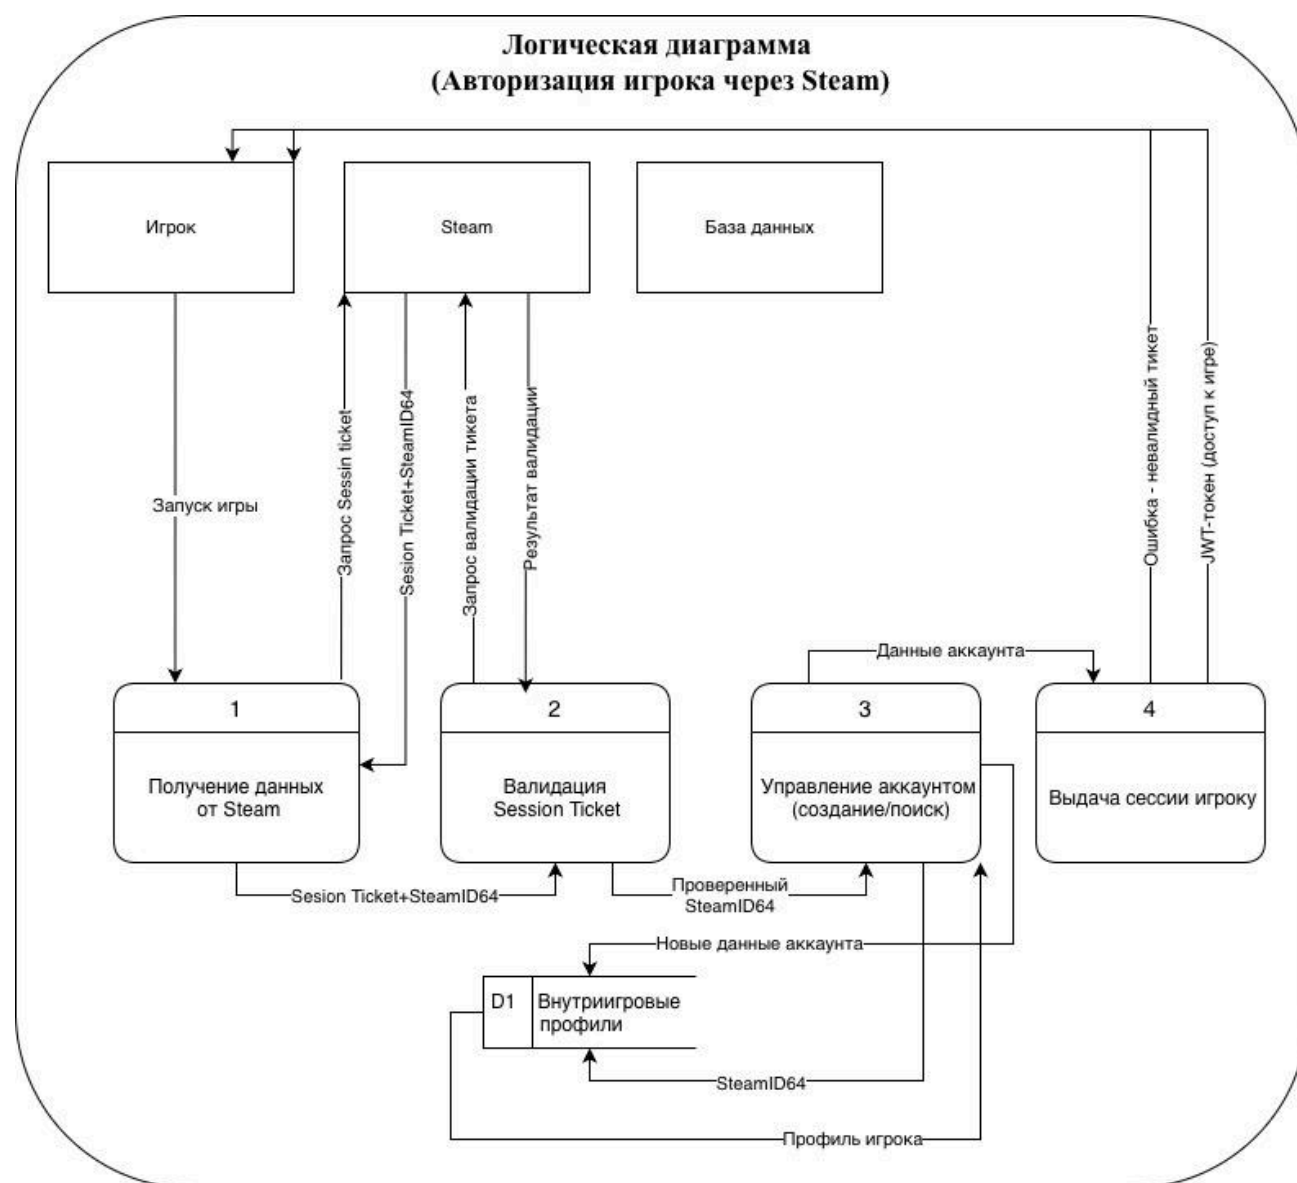 Логическая диаграмма
(Авторизация игрока через Steam)
Игрок
Steam
База данных
Запуск игры
Запрос Sessin ticket
Sesion Ticket+SteamID64
Запрос валидации тикета
Результат валидации
Ошибка - невалидный тикет
JWT-токен (доступ к игре)
Данные аккаунта
1
Получение данных
от Steam
2
Валидация
Session Ticket
3
Управление аккаунтом
(создание/поиск)
4
Выдача сессии игроку
Sesion Ticket+SteamID64
Проверенный
SteamID64
Новые данные аккаунта
D1
Внутриигровые
профили
SteamID64
Профиль игрока